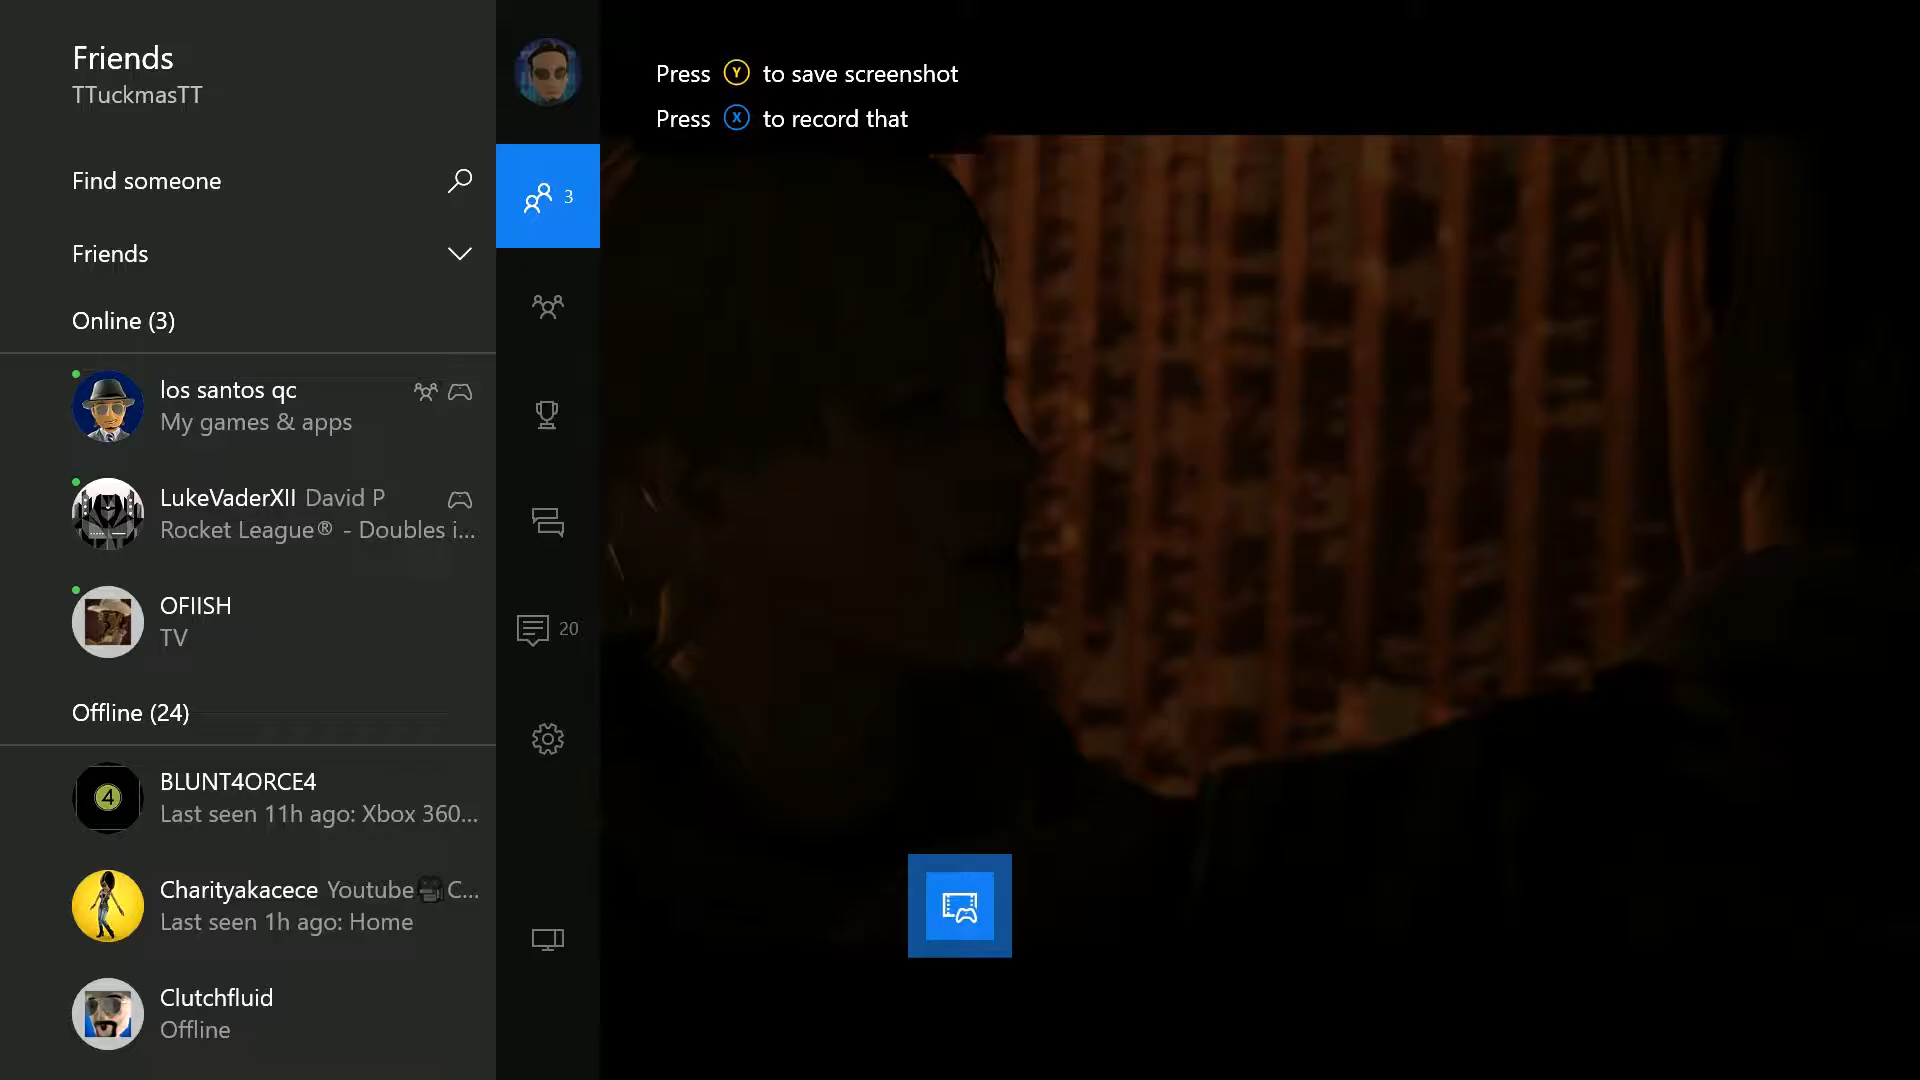 Friends
TTuckmasTT
Find someone
Friends
Online (3)
los santos qc
My games & apps
LukeVaderXII David P
Rocket League® - Doubles i...
OFIISH
TV
Offline (24)
BLUNT4ORCE4
Last seen 11h ago: Xbox 360...
4
Charityakacece Youtube C...
Last seen 1h ago: Home
Clutchfluid
Offline
3
20
Press Y to save screenshot
Press X to record that